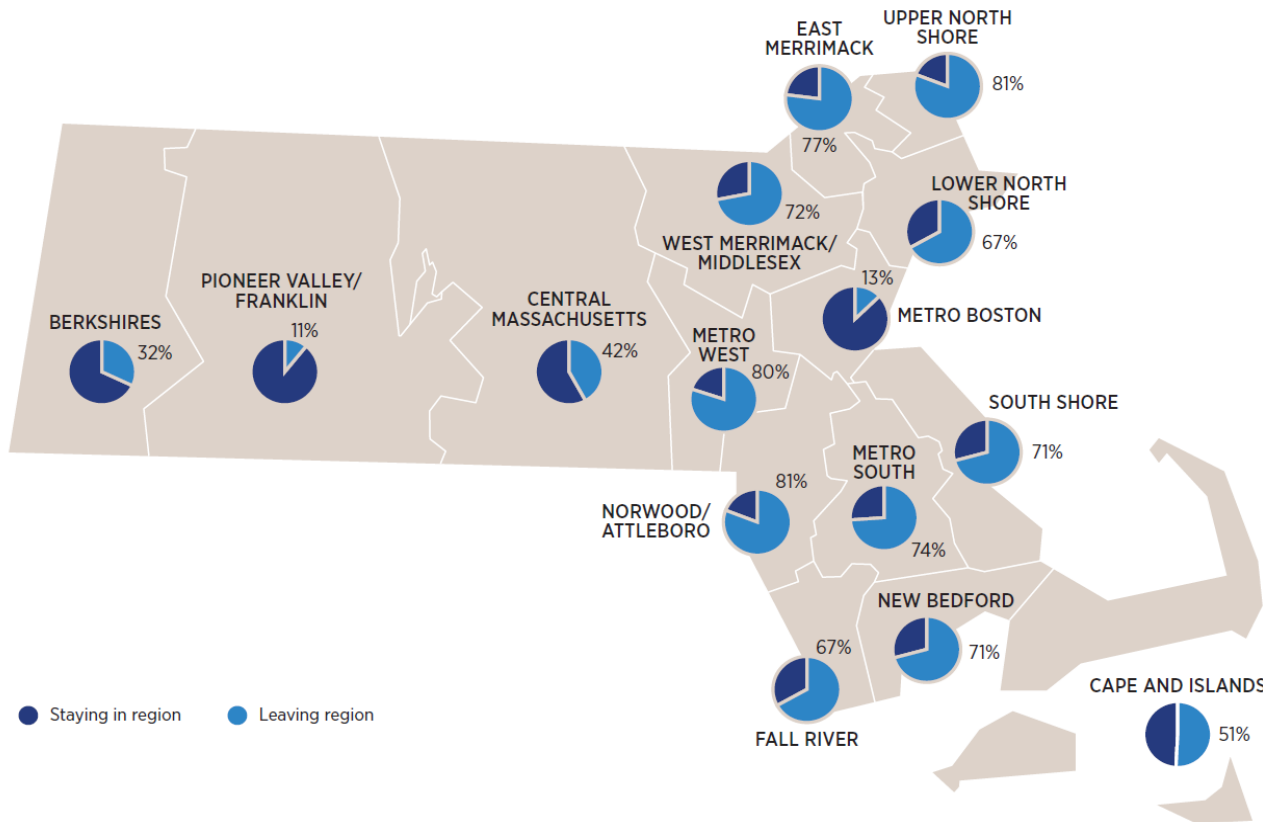 EAST
MERRIMACK
77%
UPPER NORTH
SHORE
81%
72%
WEST MERRIMACK/
MIDDLESEX
LOWER NORTH
SHORE
67%
BERKSHIRES
32%
PIONEER VALLEY/
FRANKLIN
11%
CENTRAL
MASSACHUSETTS
42%
METRO
WEST
80%
13%
METRO BOSTON
SOUTH SHORE
71%
81%
NORWOOD/
ATTLEBORO
METRO
SOUTH
74%
NEW BEDFORD
71%
67%
FALL RIVER
CAPE AND ISLANDS
51%
Staying in region
Leaving region